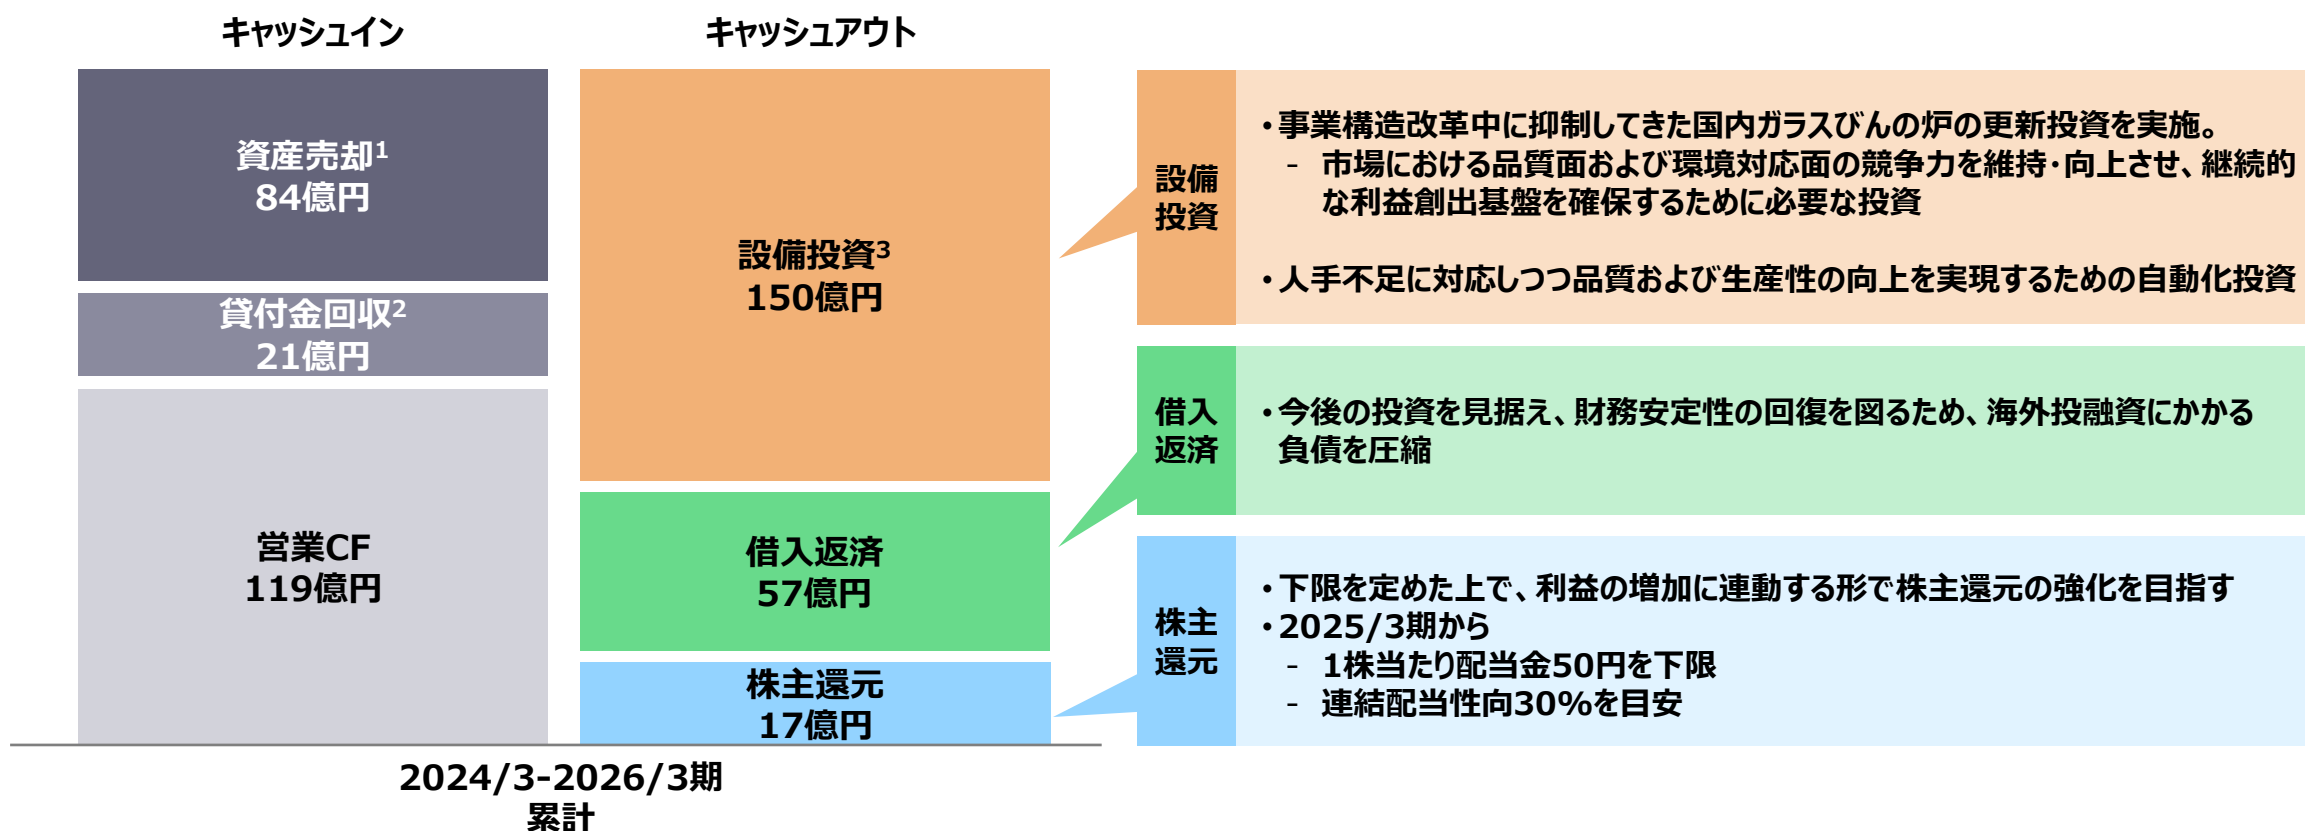 キャッシュイン
キャッシュアウト
資産売却1
84億円
貸付金回収2
21億円
営業CF
119億円
設備投資3
150億円
借入返済
57億円
株主還元
17億円
2024/3-2026/3期
累計
設備
投資
・事業構造改革中に抑制してきた国内ガラスびんの炉の更新投資を実施。
- 市場における品質面および環境対応面の競争力を維持・向上させ、継続的
な利益創出基盤を確保するために必要な投資
・人手不足に対応しつつ品質および生産性の向上を実現するための自動化投資
借入
返済
・今後の投資を見据え、財務安定性の回復を図るため、海外投融資にかかる
負債を圧縮
株主
還元
・下限を定めた上で、利益の増加に連動する形で株主還元の強化を目指す
・2025/3期から
- 1株当たり配当金50円を下限
- 連結配当性向30%を目安